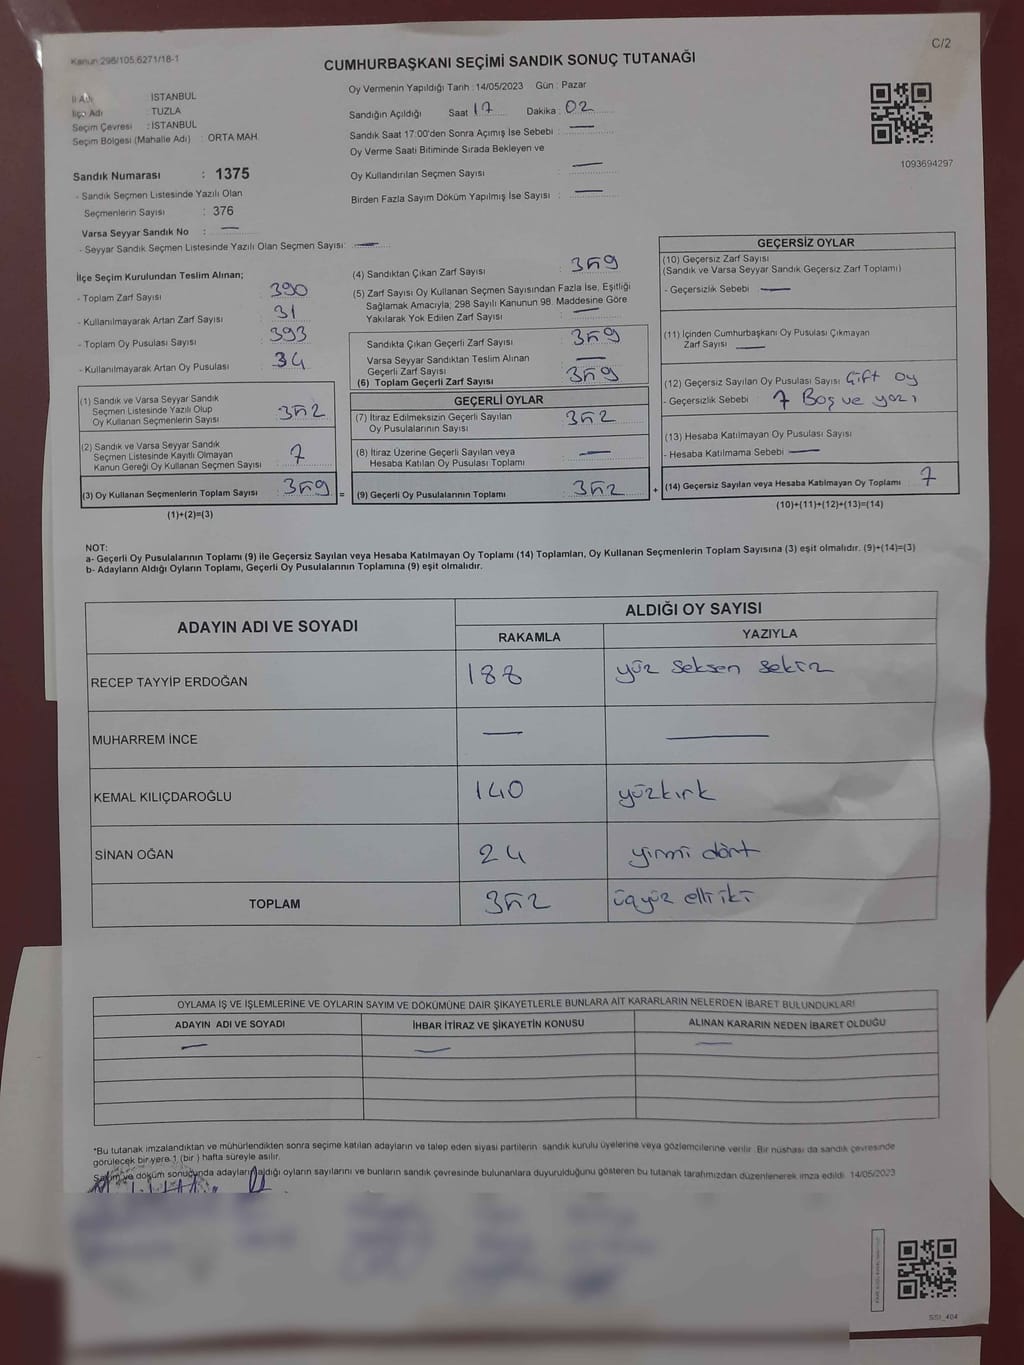 Kanun:298/105,6271/18-1
C/2
CUMHURBAŞKANI SEÇİMİ SANDIK SONUÇ TUTANAĞI
İl Adı : İSTANBUL
İlçe Adı : TUZLA
Seçim Çevresi : İSTANBUL
Seçim Bölgesi (Mahalle Adı) : ORTA MAH.
Sandık Numarası : 1375
- Sandık Seçmen Listesinde Yazılı Olan
Seçmenlerin Sayısı : 376
Varsa Seyyar Sandık No : —
- Seyyar Sandık Seçmen Listesinde Yazılı Olan Seçmen Sayısı: —
Oy Vermenin Yapıldığı Tarih : 14/05/2023 Gün : Pazar
Sandığın Açıldığı Saat 17 Dakika : 02
Sandık Saat 17:00'den Sonra Açımış İse Sebebi : —
Oy Verme Saati Bitiminde Sırada Bekleyen ve
Oy Kullandırılan Seçmen Sayısı : —
Birden Fazla Sayım Döküm Yapılmış İse Sayısı : —
1093694297
İlçe Seçim Kurulundan Teslim Alınan;
- Toplam Zarf Sayısı : 390
- Kullanılmayarak Artan Zarf Sayısı : 31
- Toplam Oy Pusulası Sayısı : 393
- Kullanılmayarak Artan Oy Pusulası : 34
(1) Sandık ve Varsa Seyyar Sandık
Seçmen Listesinde Yazılı Olup
Oy Kullanan Seçmenlerin Sayısı : 352
(2) Sandık ve Varsa Seyyar Sandık
Seçmen Listesinde Kayıtlı Olmayan
Kanun Gereği Oy Kullanan Seçmen Sayısı : 7
(3) Oy Kullanan Seçmenlerin Toplam Sayısı : 359 =
(1)+(2)=(3)
(4) Sandıktan Çıkan Zarf Sayısı : 359
(5) Zarf Sayısı Oy Kullanan Seçmen Sayısından Fazla İse, Eşitliği
Sağlamak Amacıyla; 298 Sayılı Kanunun 98. Maddesine Göre
Yakılarak Yok Edilen Zarf Sayısı : —
Sandıkta Çıkan Geçerli Zarf Sayısı : 359
Varsa Seyyar Sandıktan Teslim Alınan
Geçerli Zarf Sayısı : —
(6) Toplam Geçerli Zarf Sayısı : 359
GEÇERLİ OYLAR
(7) İtiraz Edilmeksizin Geçerli Sayılan
Oy Pusulalarının Sayısı : 352
(8) İtiraz Üzerine Geçerli Sayılan veya
Hesaba Katılan Oy Pusulası Toplamı : —
(9) Geçerli Oy Pusulalarının Toplamı : 352 +
GEÇERSİZ OYLAR
(10) Geçersiz Zarf Sayısı :
(Sandık ve Varsa Seyyar Sandık Geçersiz Zarf Toplamı)
- Geçersizlik Sebebi : —
(11) İçinden Cumhurbaşkanı Oy Pusulası Çıkmayan
Zarf Sayısı : —
(12) Geçersiz Sayılan Oy Pusulası Sayısı : Çift oy
- Geçersizlik Sebebi : 7 Boş ve yazı
(13) Hesaba Katılmayan Oy Pusulası Sayısı :
- Hesaba Katılmama Sebebi : —
(14) Geçersiz Sayılan veya Hesaba Katılmayan Oy Toplamı : 7
(10)+(11)+(12)+(13)=(14)
NOT:
a- Geçerli Oy Pusulalarının Toplamı (9) ile Geçersiz Sayılan veya Hesaba Katılmayan Oy Toplamı (14) Toplamları, Oy Kullanan Seçmenlerin Toplam Sayısına (3) eşit olmalıdır. (9)+(14)=(3)
b- Adayların Aldığı Oyların Toplamı, Geçerli Oy Pusulalarının Toplamına (9) eşit olmalıdır.
ADAYIN ADI VE SOYADI
ALDIĞI OY SAYISI
RAKAMLA YAZIYLA
RECEP TAYYİP ERDOĞAN 188 yüz seksen sekiz
MUHARREM İNCE — —
KEMAL KILIÇDAROĞLU 140 yüzkırk
SİNAN OĞAN 24 yirmi dört
TOPLAM 352 üçyüz elli iki
OYLAMA İŞ VE İŞLEMLERİNE VE OYLARIN SAYIM VE DÖKÜMÜNE DAİR ŞİKAYETLERLE BUNLARA AİT KARARLARIN NELERDEN İBARET BULUNDUKLARI
ADAYIN ADI VE SOYADI İHBAR İTİRAZ VE ŞİKAYETİN KONUSU ALINAN KARARIN NEDEN İBARET OLDUĞU
— — —
*Bu tutanak imzalandıktan ve mühürlendikten sonra seçime katılan adayların ve talep eden siyasi partilerin sandık kurulu üyelerine veya gözlemcilerine verilir. Bir nüshası da sandık çevresinde
görülecek bir yere 1 (bir ) hafta süreyle asılır.
Sayım ve döküm sonucunda adayların aldığı oyların sayılarını ve bunların sandık çevresinde bulunanlara duyurulduğunu gösteren bu tutanak tarafımızdan düzenlenerek imza edildi. 14/05/2023
SSI_404